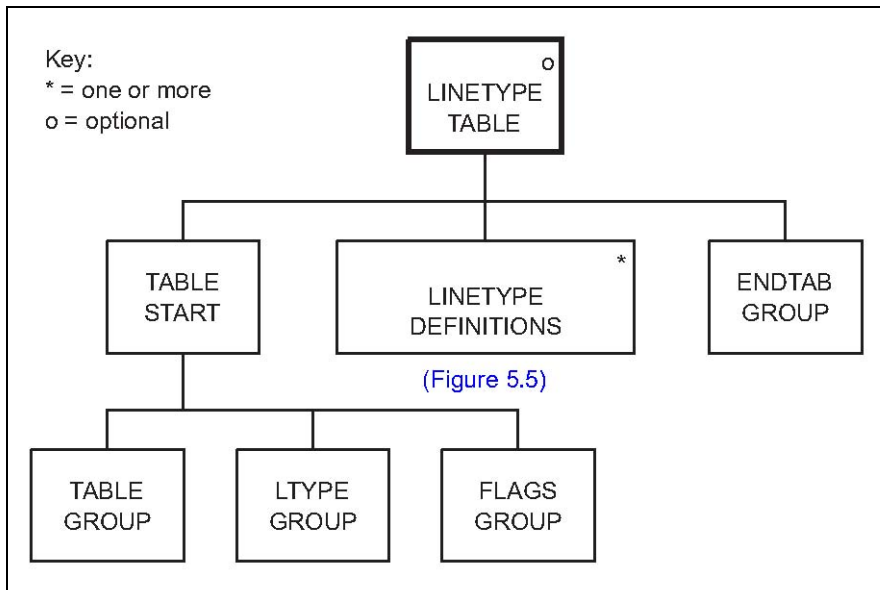 Key:
* = one or more
o = optional
o
LINETYPE
TABLE
TABLE
START
*
LINETYPE
DEFINITIONS
ENDTAB
GROUP
(Figure 5.5)
TABLE
GROUP
LTYPE
GROUP
FLAGS
GROUP